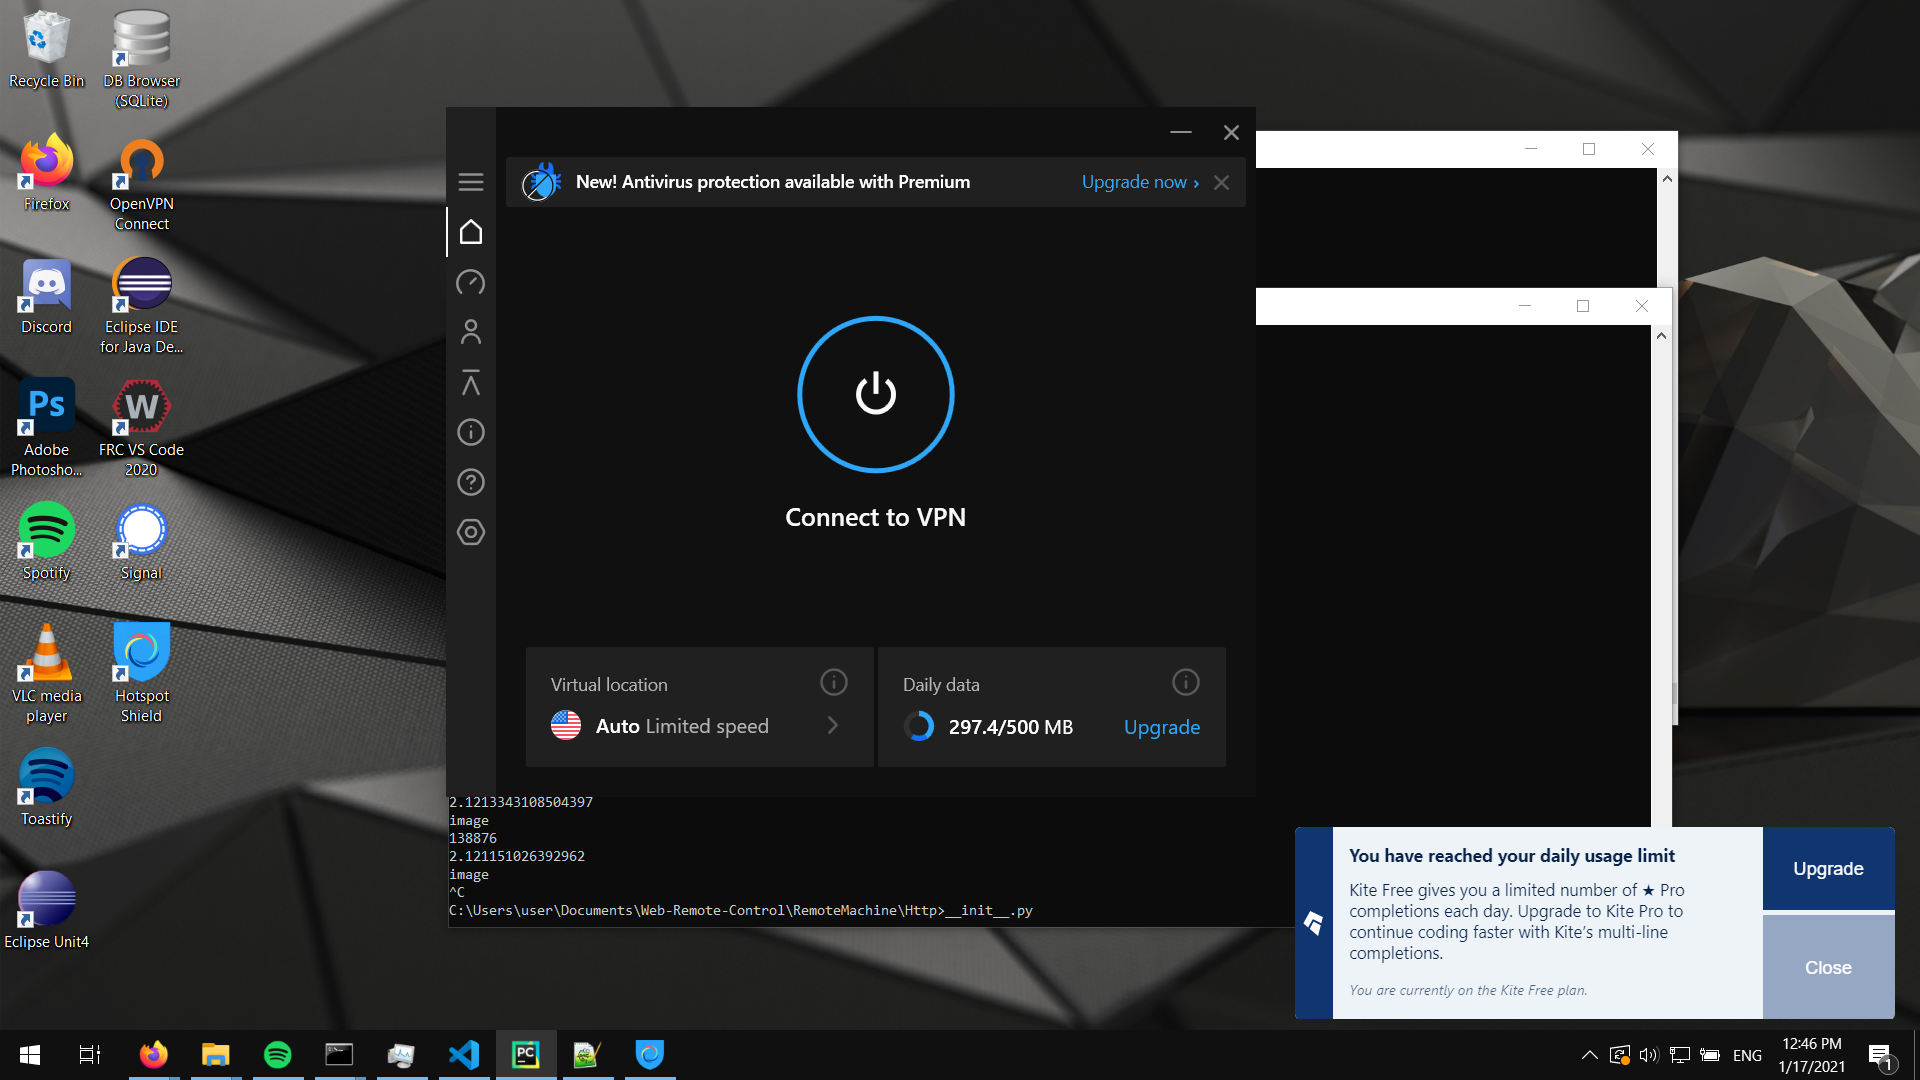 Recycle Bin
DB Browser
(SQLite)
Firefox
OpenVPN
Connect
Discord
Eclipse IDE
for Java De...
Ps
Adobe
Photosho...
W
FRC VS Code
2020
Spotify
Signal
VLC media
player
Hotspot
Shield
Toastify
Eclipse Unit4
New! Antivirus protection available with Premium
Upgrade now ›
Connect to VPN
Virtual location
Auto Limited speed
Daily data
297.4/500 MB
Upgrade
2.1213343108504397
image
138876
2.121151026392962
image
^C
C:\Users\user\Documents\Web-Remote-Control\RemoteMachine\Http>__init__.py
You have reached your daily usage limit
Kite Free gives you a limited number of ★ Pro
completions each day. Upgrade to Kite Pro to
continue coding faster with Kite's multi-line
completions.
You are currently on the Kite Free plan.
Upgrade
Close
PC
ENG
12:46 PM
1/17/2021
1